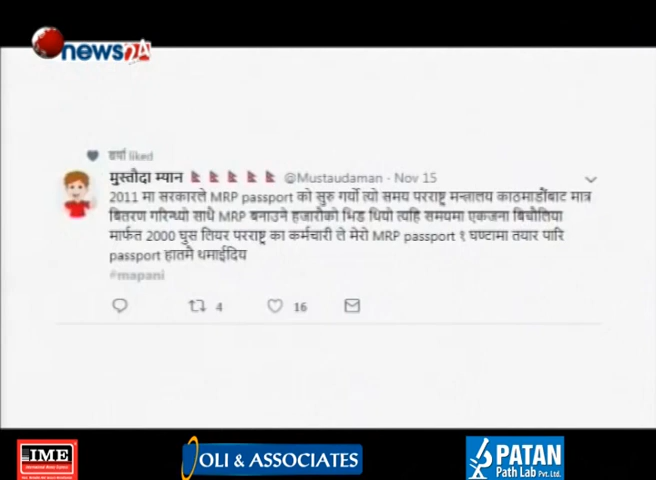 news24
डर्पा liked
मुस्तौदा म्यान @Mustaudaman · Nov 15
2011 मा सरकारले MRP passport को सुरु गर्यो त्यो समय परराष्ट्र मन्त्रालय काठमाडौंबाट मात्र
बितरण गरिन्थ्यो साथै MRP बनाउने हजारोको भिड थियो त्यहि समयमा एकजना बिचौलिया
मार्फत 2000 घुस लियर परराष्ट्र का कर्मचारी ले मेरो MRP passport १ घण्टामा तयार पारि
passport हातमै थमाईदिय
#mapani
4 16
IME
OLI & ASSOCIATES
PATAN
Path Lab Pvt. Ltd.